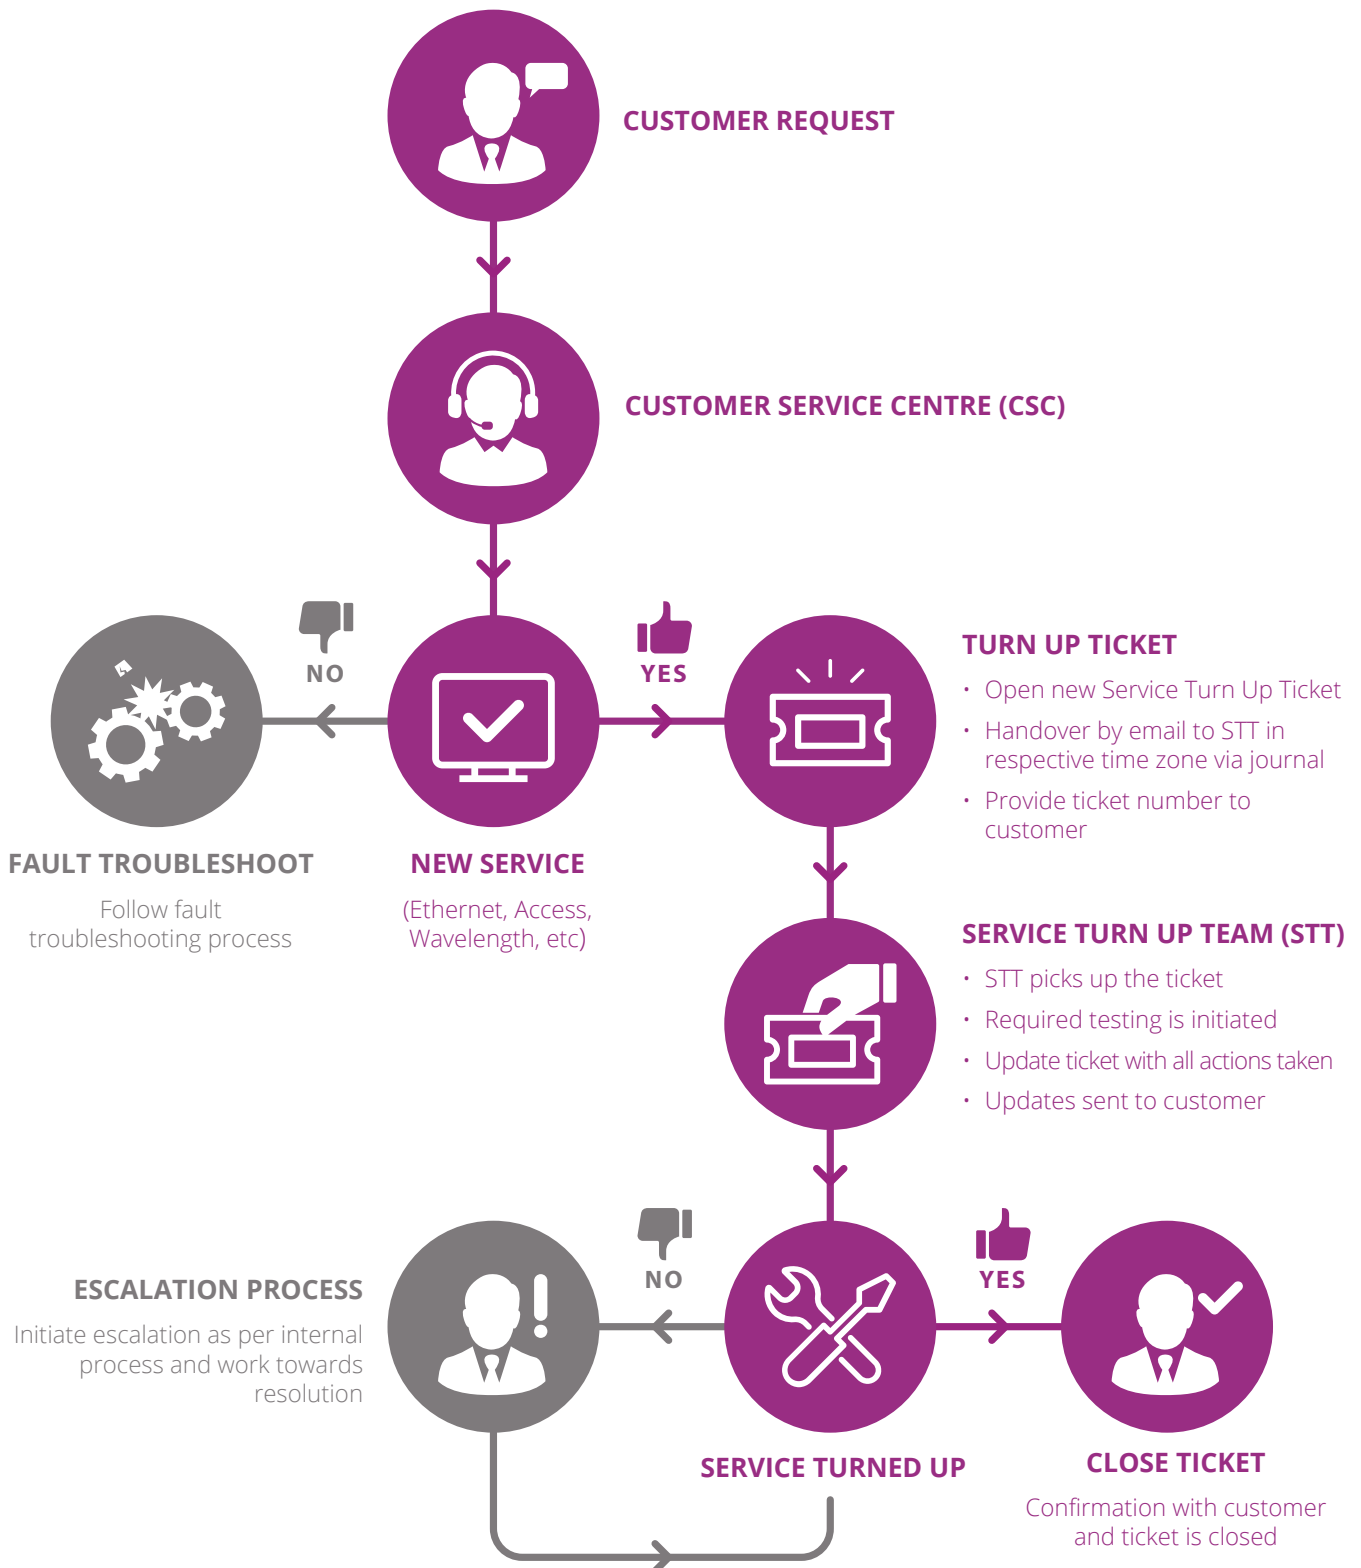 CUSTOMER REQUEST
CUSTOMER SERVICE CENTRE (CSC)
NO
YES
FAULT TROUBLESHOOT
Follow fault
troubleshooting process
NEW SERVICE
(Ethernet, Access,
Wavelength, etc)
TURN UP TICKET
• Open new Service Turn Up Ticket
• Handover by email to STT in
respective time zone via journal
• Provide ticket number to
customer
SERVICE TURN UP TEAM (STT)
• STT picks up the ticket
• Required testing is initiated
• Update ticket with all actions taken
• Updates sent to customer
NO
YES
ESCALATION PROCESS
Initiate escalation as per internal
process and work towards
resolution
SERVICE TURNED UP
CLOSE TICKET
Confirmation with customer
and ticket is closed